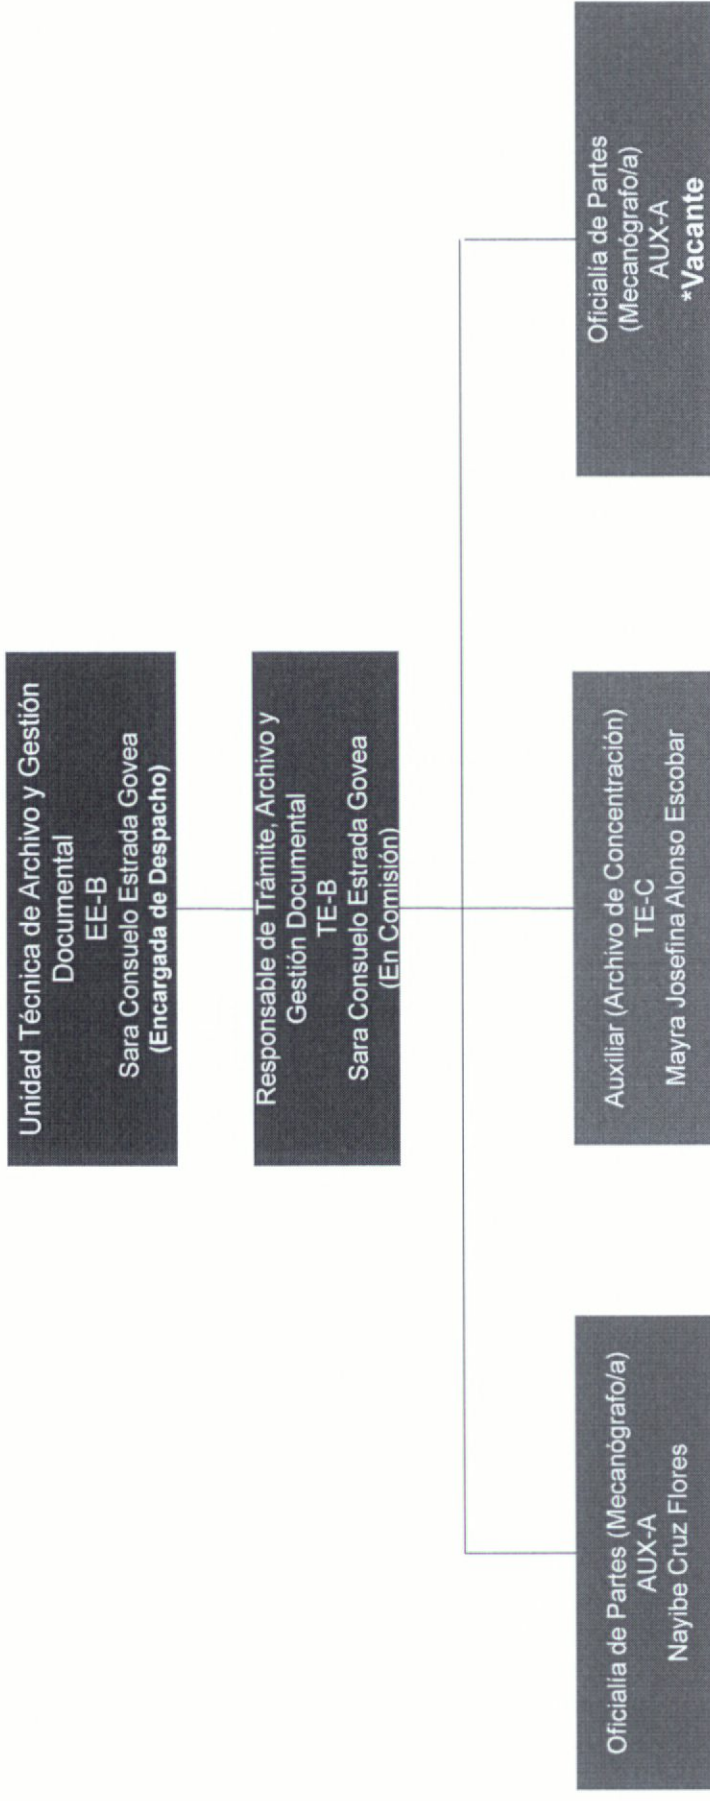 Unidad Técnica de Archivo y Gestión
Documental
EE-B
Sara Consuelo Estrada Govea
(Encargada de Despacho)
Responsable de Trámite, Archivo y
Gestión Documental
TE-B
Sara Consuelo Estrada Govea
(En Comisión)
Oficialia de Partes (Mecanógrafo/a)
AUX-A
Nayibe Cruz Flores
Auxiliar (Archivo de Concentración)
TE-C
Mayra Josefina Alonso Escobar
Oficialia de Partes
(Mecanógrafo/a)
AUX-A
*Vacante